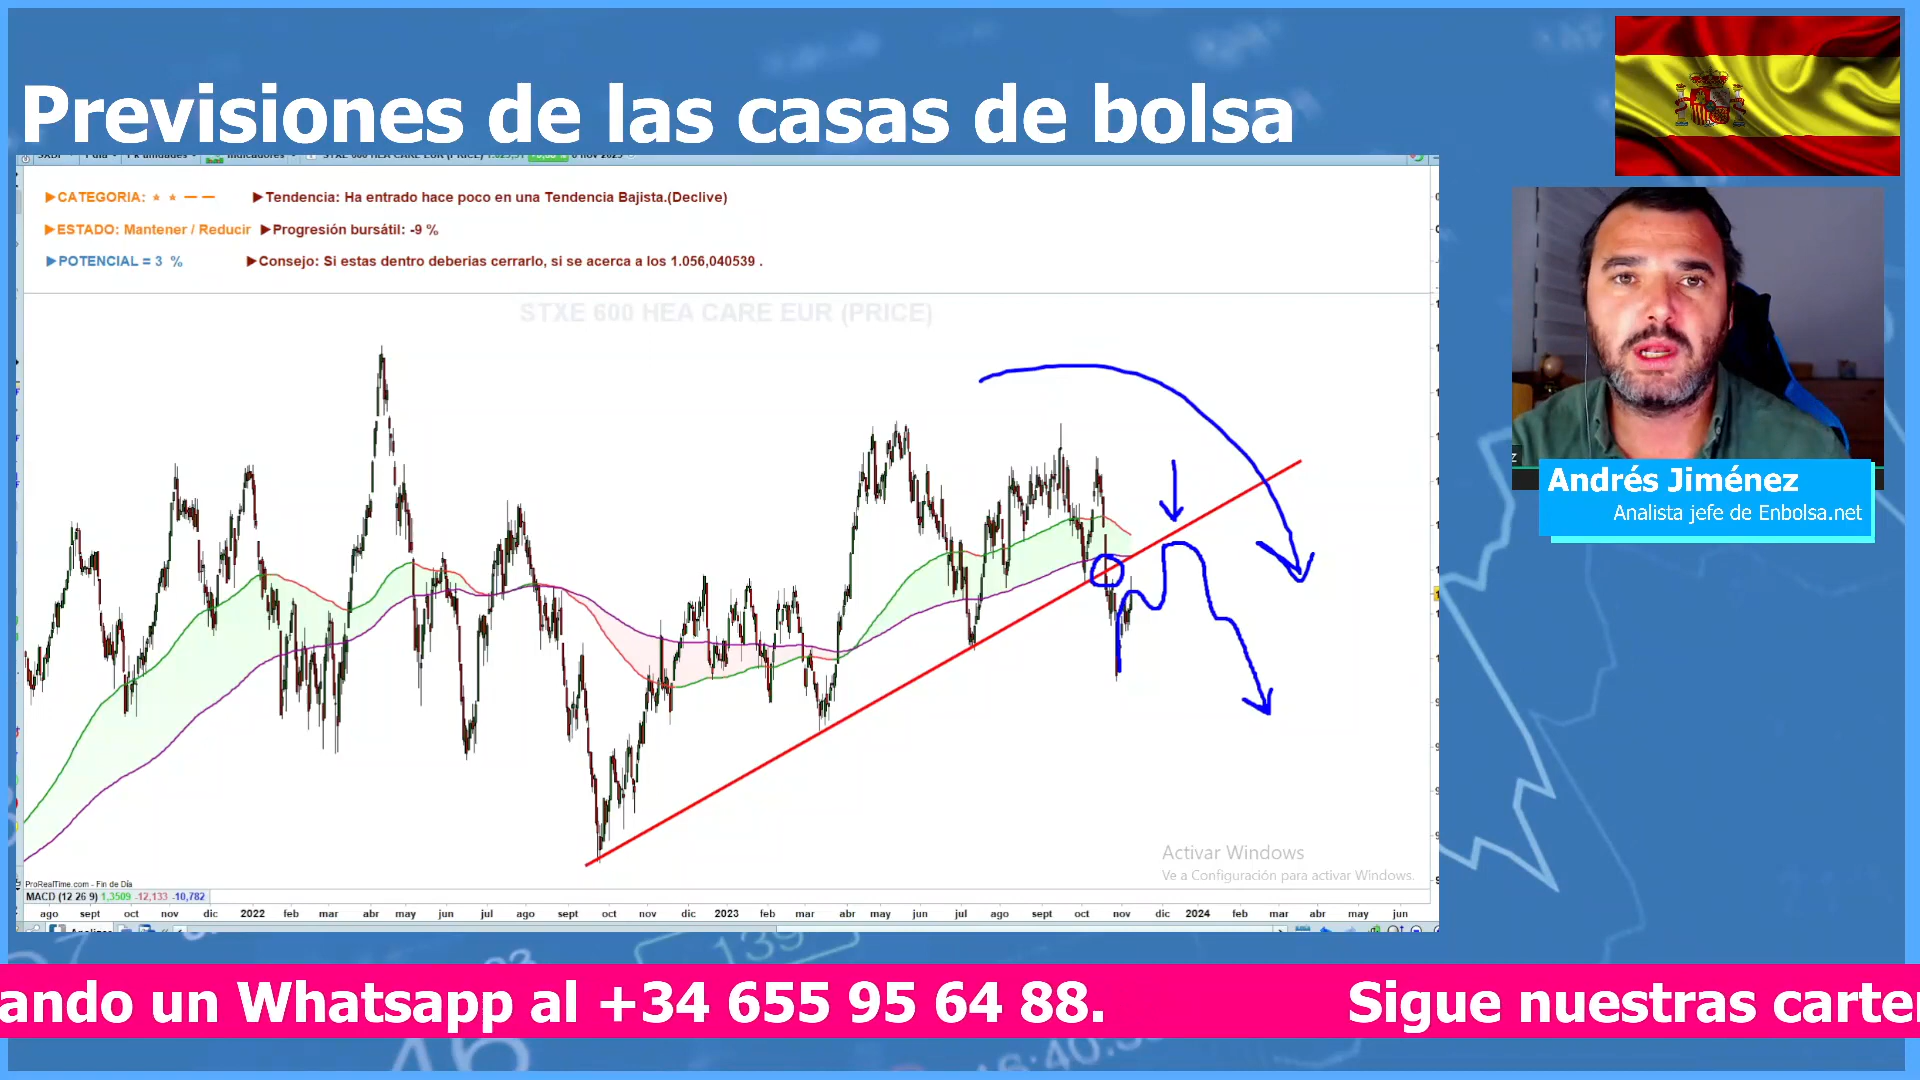 Previsiones de las casas de bolsa
▶CATEGORIA: ★ ★ — — ▶Tendencia: Ha entrado hace poco en una Tendencia Bajista.(Declive)
▶ESTADO: Mantener / Reducir ▶Progresión bursátil: -9 %
▶POTENCIAL = 3 % ▶Consejo: Si estas dentro deberías cerrarlo, si se acerca a los 1.056,040539 .
STXE 600 HEA CARE EUR (PRICE)
Andrés Jiménez
Analista jefe de Enbolsa.net
Activar Windows
Ve a Configuración para activar Windows.
ProRealTime.com - Fin de Día
MACD (12 26 9) 1,3509 -12,133 -10,782
ago sept oct nov dic 2022 feb mar abr may jun jul ago sept oct nov dic 2023 feb mar abr may jun jul ago sept oct nov dic 2024 feb mar abr may jun
ando un Whatsapp al +34 655 95 64 88. Sigue nuestras carter